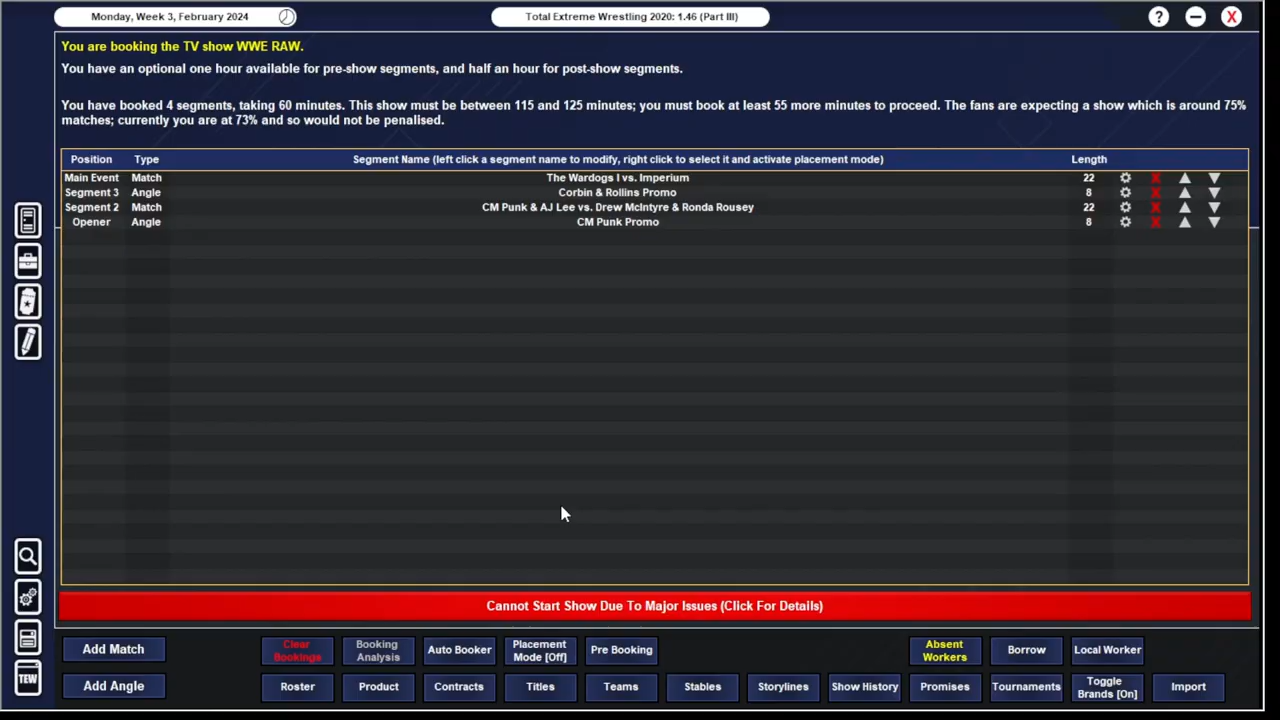 Monday, Week 3, February 2024
Total Extreme Wrestling 2020: 1.46 (Part III)
?
X
You are booking the TV show WWE RAW.
You have an optional one hour available for pre-show segments, and half an hour for post-show segments.
You have booked 4 segments, taking 60 minutes. This show must be between 115 and 125 minutes; you must book at least 55 more minutes to proceed. The fans are expecting a show which is around 75%
matches; currently you are at 73% and so would not be penalised.
Position Type Segment Name (left click a segment name to modify, right click to select it and activate placement mode) Length
Main Event Match The Wardogs I vs. Imperium 22 X
Segment 3 Angle Corbin & Rollins Promo 8 X
Segment 2 Match CM Punk & AJ Lee vs. Drew McIntyre & Ronda Rousey 22 X
Opener Angle CM Punk Promo 8 X
Cannot Start Show Due To Major Issues (Click For Details)
Add Match
Clear Bookings
Booking Analysis
Auto Booker
Placement Mode [Off]
Pre Booking
Absent Workers
Borrow
Local Worker
Add Angle
Roster
Product
Contracts
Titles
Teams
Stables
Storylines
Show History
Promises
Tournaments
Toggle Brands [On]
Import
TEW